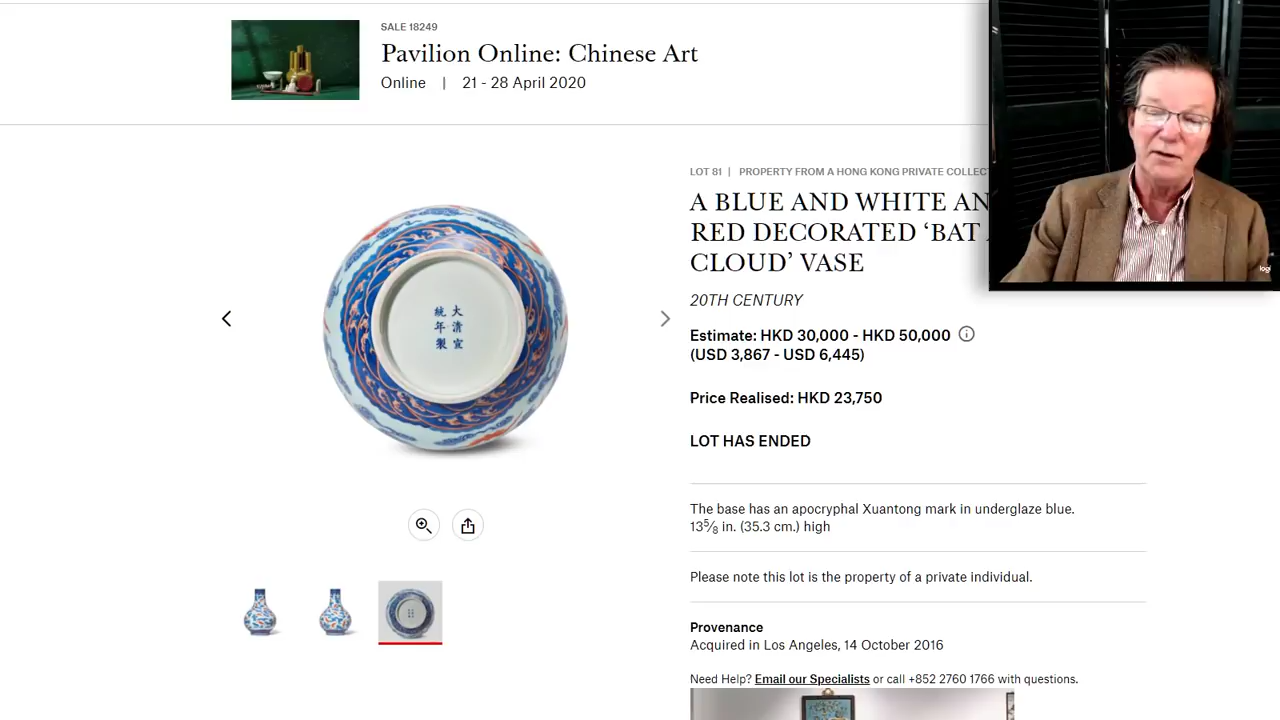 SALE 18249
Pavilion Online: Chinese Art
Online | 21 - 28 April 2020
LOT 81 | PROPERTY FROM A HONG KONG PRIVATE COLLECT
A BLUE AND WHITE AN
RED DECORATED ‘BAT
CLOUD’ VASE
20TH CENTURY
Estimate: HKD 30,000 - HKD 50,000
(USD 3,867 - USD 6,445)
Price Realised: HKD 23,750
LOT HAS ENDED
The base has an apocryphal Xuantong mark in underglaze blue.
13⅝ in. (35.3 cm.) high
Please note this lot is the property of a private individual.
Provenance
Acquired in Los Angeles, 14 October 2016
Need Help? Email our Specialists or call +852 2760 1766 with questions.
大清宣
統年製
logi